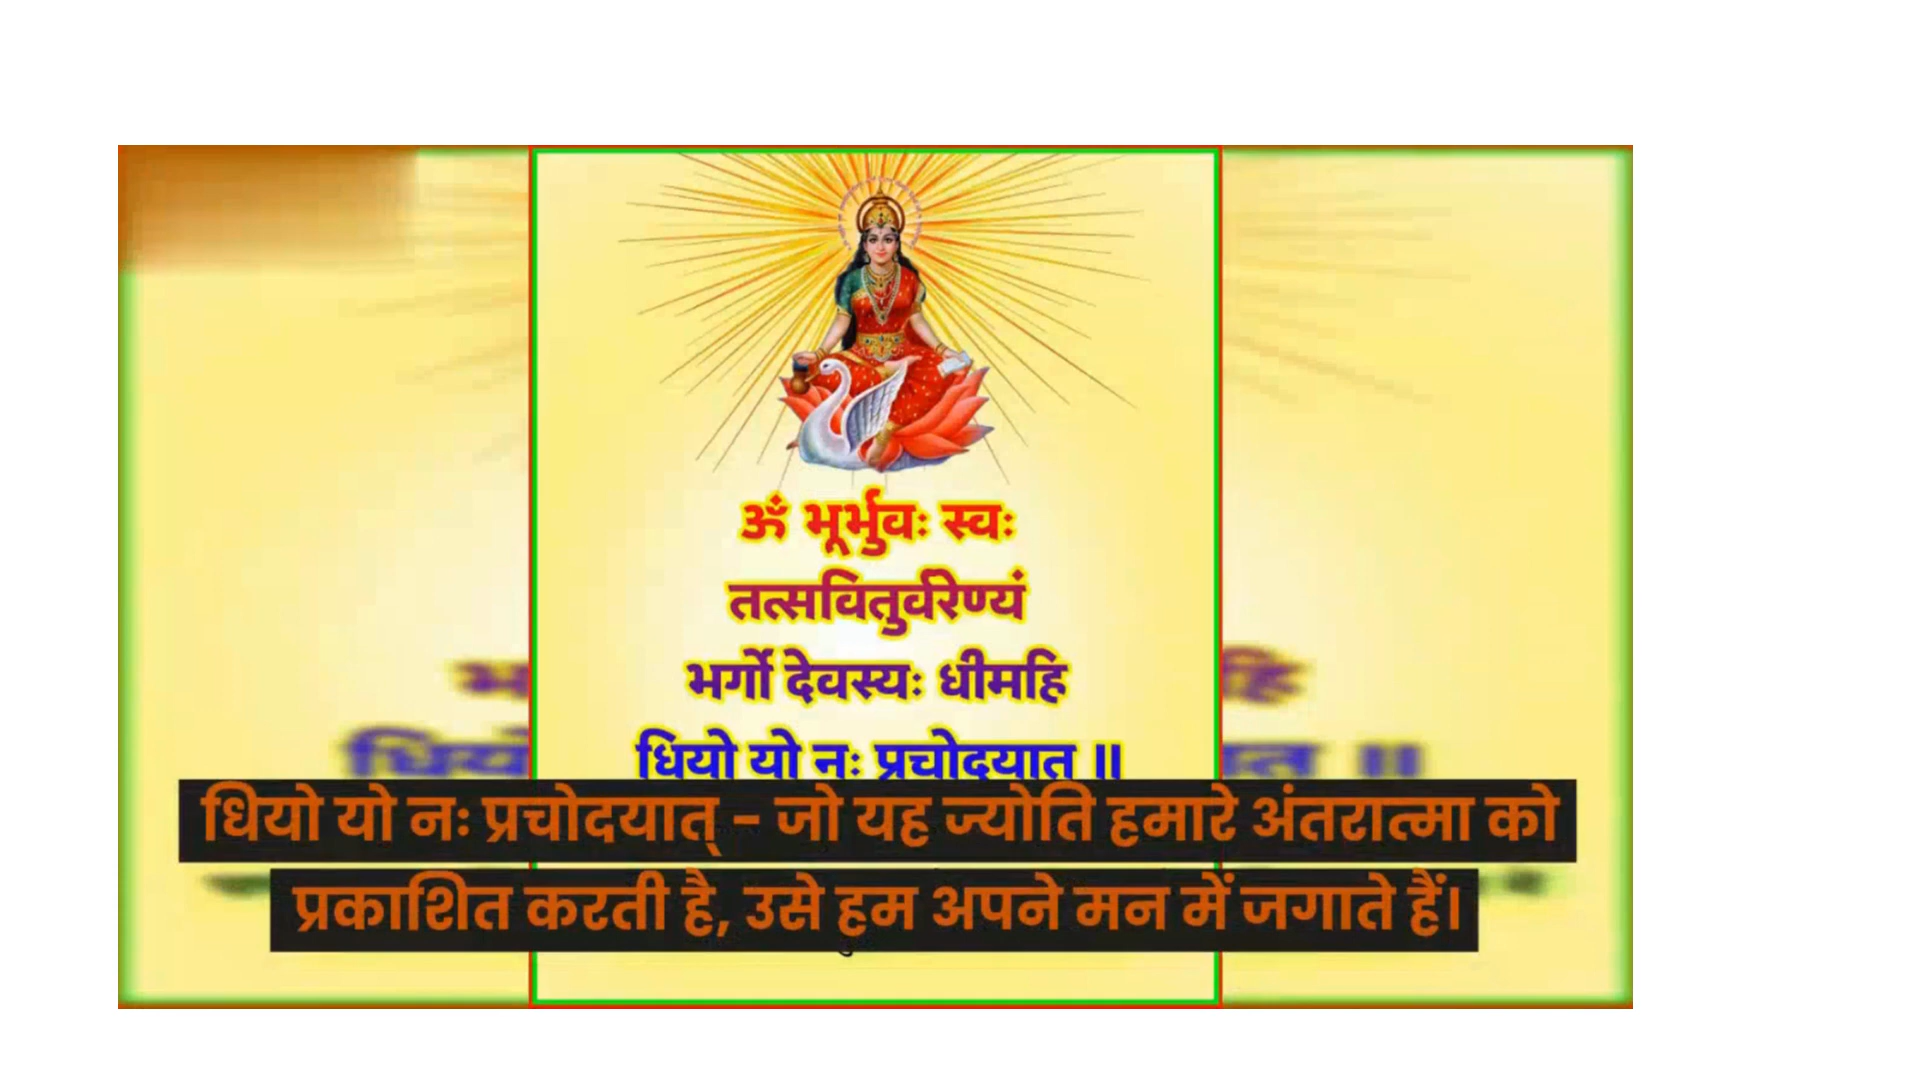 ॐ भूर्भुवः स्वः
तत्सवितुर्वरेण्यं
भर्गो देवस्यः धीमहि
धियो यो नः प्रचोदयात ॥
धियो यो नः प्रचोदयात् - जो यह ज्योति हमारे अंतरात्मा को
प्रकाशित करती है, उसे हम अपने मन में जगाते हैं।